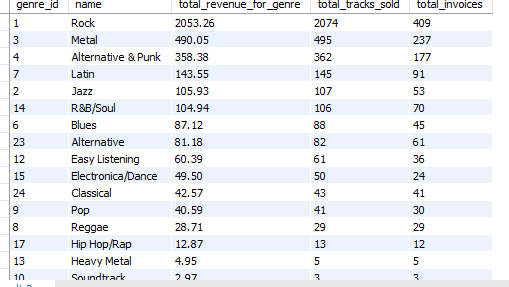 genre_id name total_revenue_for_genre total_tracks_sold total_invoices
1 Rock 2053.26 2074 409
3 Metal 490.05 495 237
4 Alternative & Punk 358.38 362 177
7 Latin 143.55 145 91
2 Jazz 105.93 107 53
14 R&B/Soul 104.94 106 70
6 Blues 87.12 88 45
23 Alternative 81.18 82 61
12 Easy Listening 60.39 61 36
15 Electronica/Dance 49.50 50 24
24 Classical 42.57 43 41
9 Pop 40.59 41 30
8 Reggae 28.71 29 29
17 Hip Hop/Rap 12.87 13 12
13 Heavy Metal 4.95 5 5
10 Soundtrack 2.97 3 3